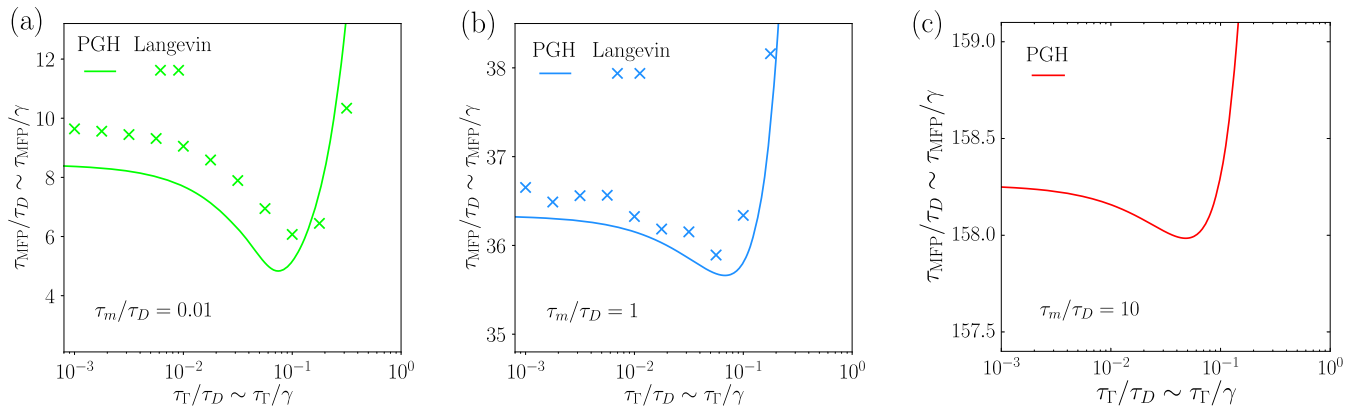 (a)
PGH Langevin
12
10
8
6
4
τ_MFP/τ_D ∼ τ_MFP/γ
τ_m/τ_D = 0.01
10^−3 10^−2 10^−1 10^0
τ_Γ/τ_D ∼ τ_Γ/γ
(b)
PGH Langevin
38
37
36
35
τ_MFP/τ_D ∼ τ_MFP/γ
τ_m/τ_D = 1
10^−3 10^−2 10^−1 10^0
τ_Γ/τ_D ∼ τ_Γ/γ
(c)
PGH
159.0
158.5
158.0
157.5
τ_MFP/τ_D ∼ τ_MFP/γ
τ_m/τ_D = 10
10^−3 10^−2 10^−1 10^0
τ_Γ/τ_D ∼ τ_Γ/γ